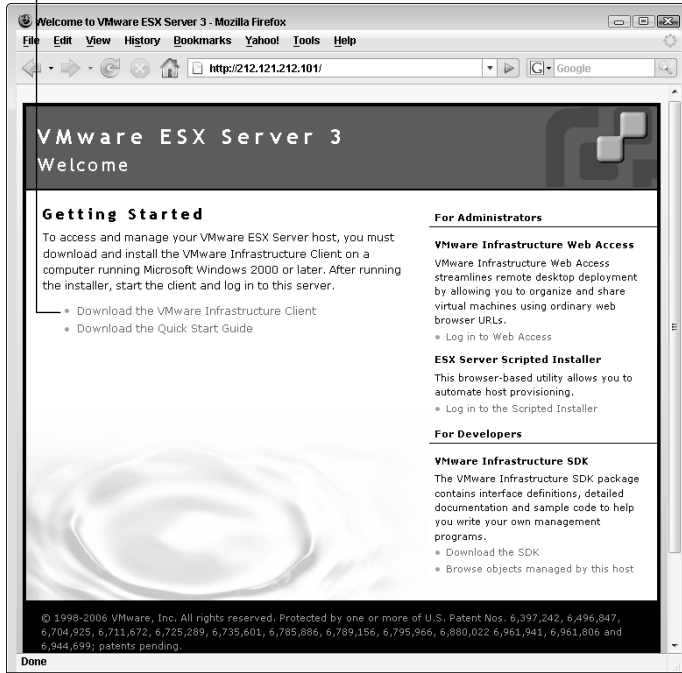 Welcome to VMware ESX Server 3 - Mozilla Firefox
File Edit View History Bookmarks Yahoo! Tools Help
http://212.121.212.101/
G Google
VMware ESX Server 3
Welcome
Getting Started
To access and manage your VMware ESX Server host, you must
download and install the VMware Infrastructure Client on a
computer running Microsoft Windows 2000 or later. After running
the installer, start the client and log in to this server.
• Download the VMware Infrastructure Client
• Download the Quick Start Guide
For Administrators
VMware Infrastructure Web Access
VMware Infrastructure Web Access
streamlines remote desktop deployment
by allowing you to organize and share
virtual machines using ordinary web
browser URLs.
• Log in to Web Access
ESX Server Scripted Installer
This browser-based utility allows you to
automate host provisioning.
• Log in to the Scripted Installer
For Developers
VMware Infrastructure SDK
The VMware Infrastructure SDK package
contains interface definitions, detailed
documentation and sample code to help
you write your own management
programs.
• Download the SDK
• Browse objects managed by this host
© 1998-2006 VMware, Inc. All rights reserved. Protected by one or more of U.S. Patent Nos. 6,397,242, 6,496,847,
6,704,925, 6,711,672, 6,725,289, 6,735,601, 6,785,886, 6,789,156, 6,795,966, 6,880,022 6,961,941, 6,961,806 and
6,944,699; patents pending.
Done